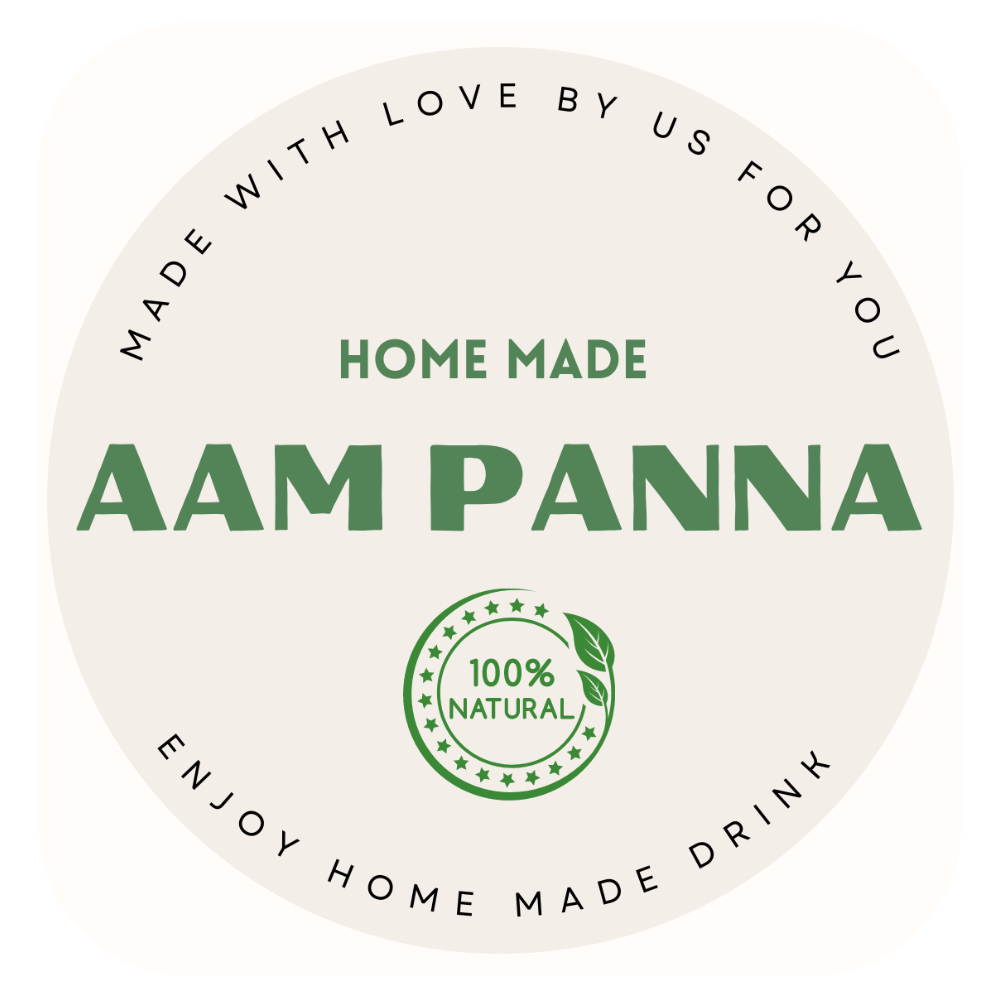 MADE WITH LOVE BY US FOR YOU
HOME MADE
AAM PANNA
100%
NATURAL
ENJOY HOME MADE DRINK